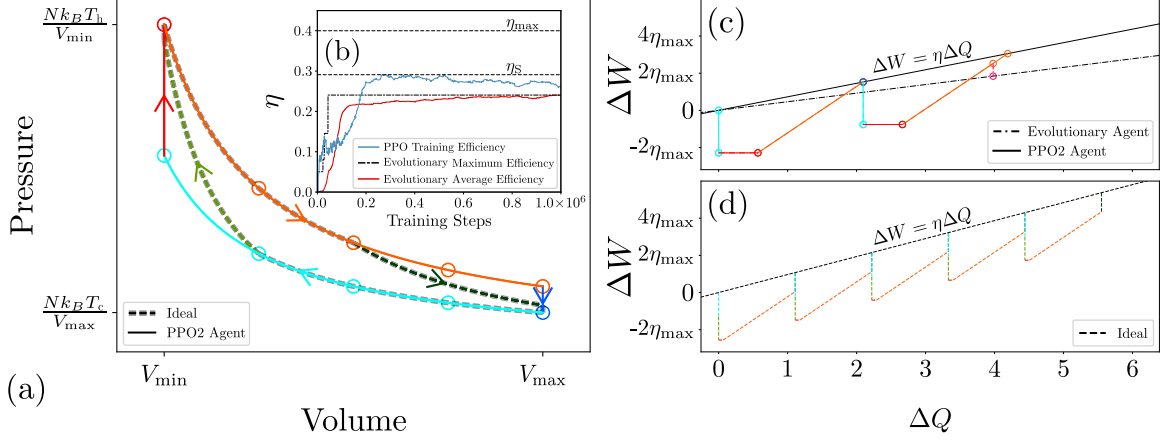 Nk_BT_h
V_min
Pressure
Nk_BT_c
V_max
(a)
Ideal
PPO2 Agent
V_min
V_max
Volume
(b)
η
0.4
0.3
0.2
0.1
0.0
η_max
η_S
PPO Training Efficiency
Evolutionary Maximum Efficiency
Evolutionary Average Efficiency
0.0 0.2 0.4 0.6 0.8 1.0×10⁶
Training Steps
(c)
ΔW
4η_max
2η_max
0
-2η_max
ΔW = ηΔQ
Evolutionary Agent
PPO2 Agent
(d)
ΔW
4η_max
2η_max
0
-2η_max
ΔW = ηΔQ
Ideal
0 1 2 3 4 5 6
ΔQ